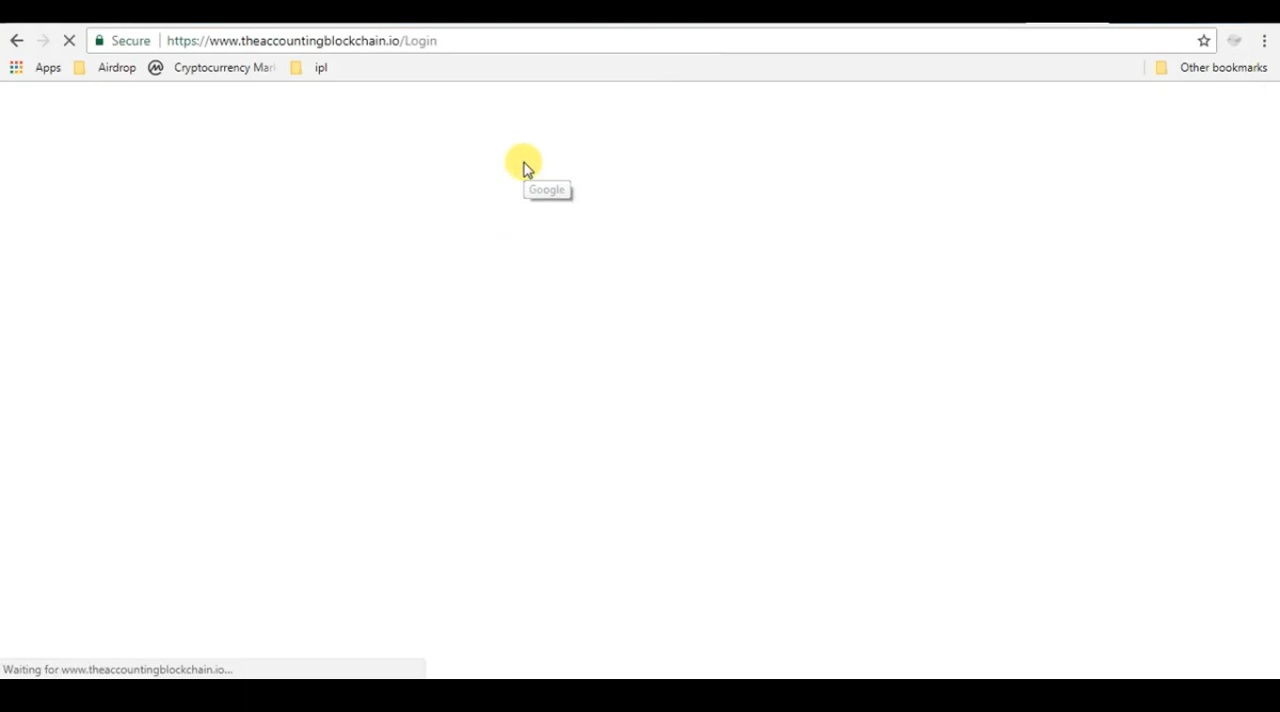 Secure https://www.theaccountingblockchain.io/Login
Apps Airdrop Cryptocurrency Mar ipl Other bookmarks
Google
Waiting for www.theaccountingblockchain.io...